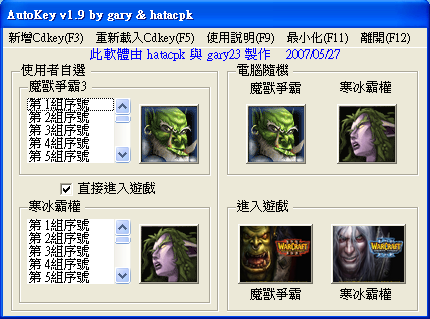 AutoKey v1.9 by gary & hatacpk
新增Cdkey(F3) 重新載入Cdkey(F5) 使用說明(F9) 最小化(F11) 離開(F12)
此軟體由 hatacpk 與 gary23 製作 2007/05/27
使用者自選
魔獸爭霸3
第 1組序號
第 2組序號
第 3組序號
第 4組序號
第 5組序號
直接進入遊戲
寒冰霸權
第 1組序號
第 2組序號
第 3組序號
第 4組序號
第 5組序號
電腦隨機
魔獸爭霸 寒冰霸權
進入遊戲
WARCRAFT WARCRAFT
魔獸爭霸 寒冰霸權